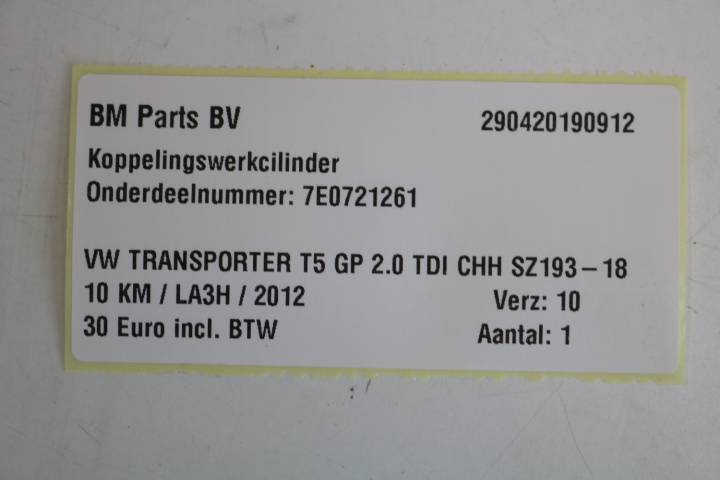 BM Parts BV 290420190912
Koppelingswerkcilinder
Onderdeelnummer: 7E0721261
VW TRANSPORTER T5 GP 2.0 TDI CHH SZ193-18
10 KM / LA3H / 2012 Verz: 10
30 Euro incl. BTW Aantal: 1